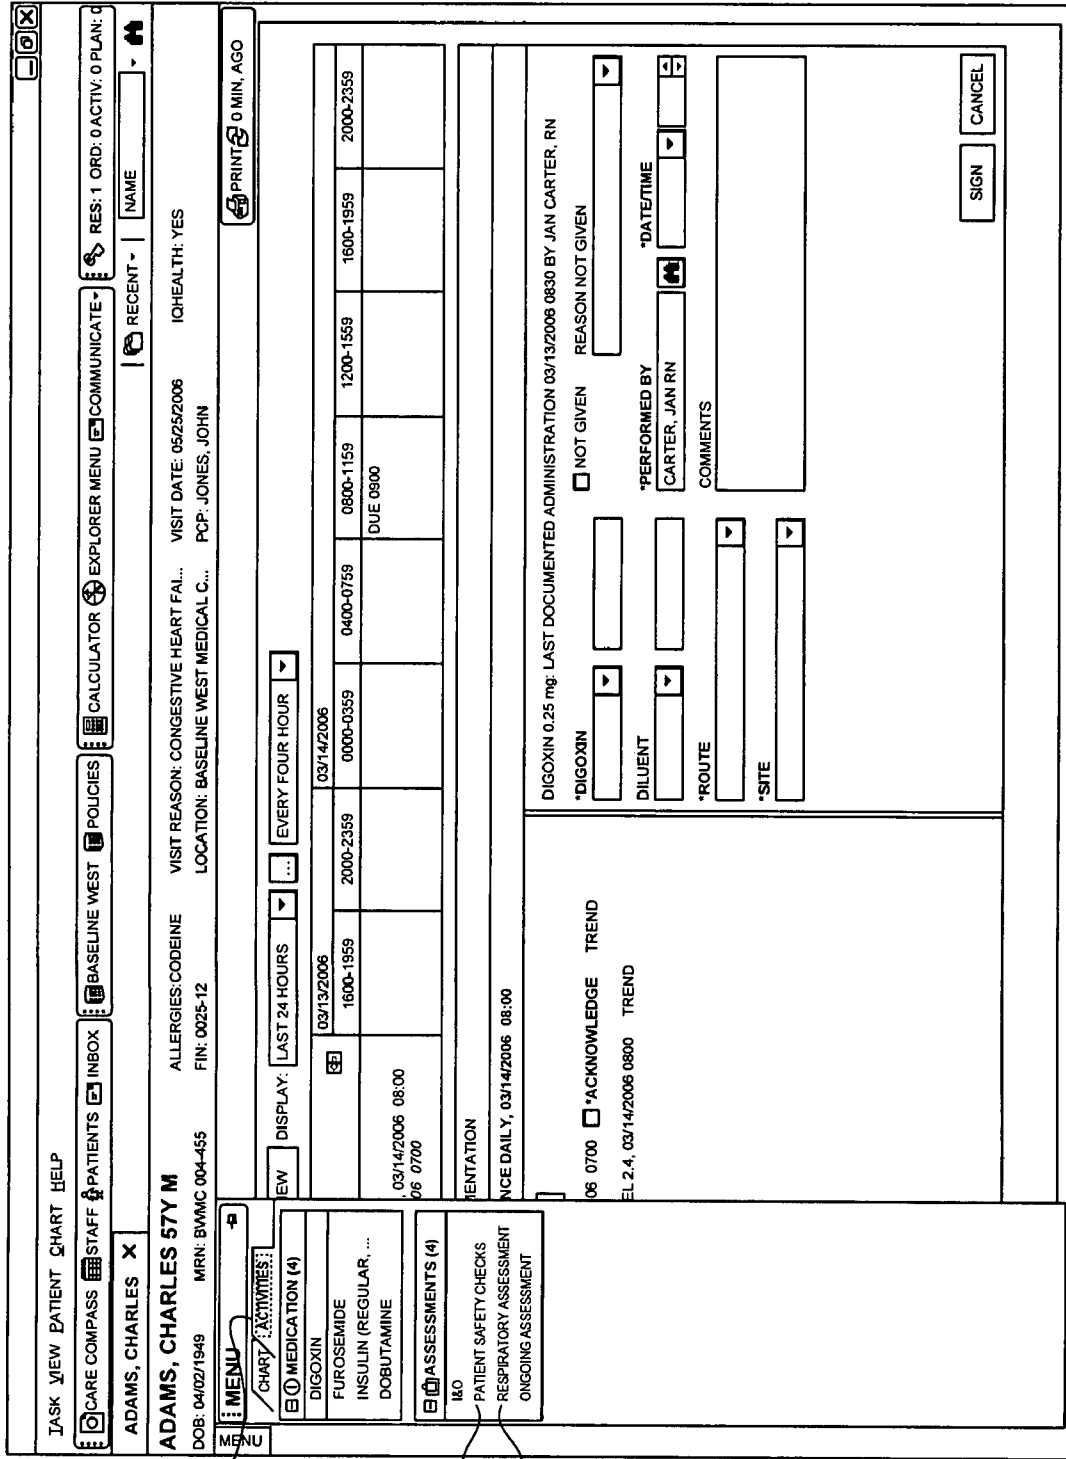 TASK VIEW PATIENT CHART HELP
CARE COMPASS STAFF PATIENTS INBOX BASELINE WEST POLICIES CALCULATOR EXPLORER MENU COMMUNICATE RES: 1 ORD: 0 ACTIV: 0 PLAN: 0
ADAMS, CHARLES X RECENT NAME
ADAMS, CHARLES 57Y M ALLERGIES:CODEINE VISIT REASON: CONGESTIVE HEART FAI... VISIT DATE: 05/25/2006 IQHEALTH: YES
DOB: 04/02/1949 MRN: BWMC 004-455 FIN: 0025-12 LOCATION: BASELINE WEST MEDICAL C... PCP: JONES, JOHN
MENU
MENU
PRINT 0 MIN, AGO
CHART ACTIVITIES
MEDICATION (4)
DIGOXIN
FUROSEMIDE
INSULIN (REGULAR, ...
DOBUTAMINE
ASSESSMENTS (4)
I&O
PATIENT SAFETY CHECKS
RESPIRATORY ASSESSMENT
ONGOING ASSESSMENT
EW DISPLAY: LAST 24 HOURS ... EVERY FOUR HOUR
03/13/2006 03/14/2006
1600-1959 2000-2359 0000-0359 0400-0759 0800-1159 1200-1559 1600-1959 2000-2359
DUE 0900
, 03/14/2006 08:00
06 0700
MENTATION
NCE DAILY, 03/14/2006 08:00
06 0700 *ACKNOWLEDGE TREND
EL 2.4, 03/14/2006 0800 TREND
DIGOXIN 0.25 mg: LAST DOCUMENTED ADMINISTRATION 03/13/2006 0830 BY JAN CARTER, RN
*DIGOXIN NOT GIVEN REASON NOT GIVEN
DILUENT *PERFORMED BY *DATE/TIME
CARTER, JAN RN
*ROUTE COMMENTS
*SITE
SIGN CANCEL